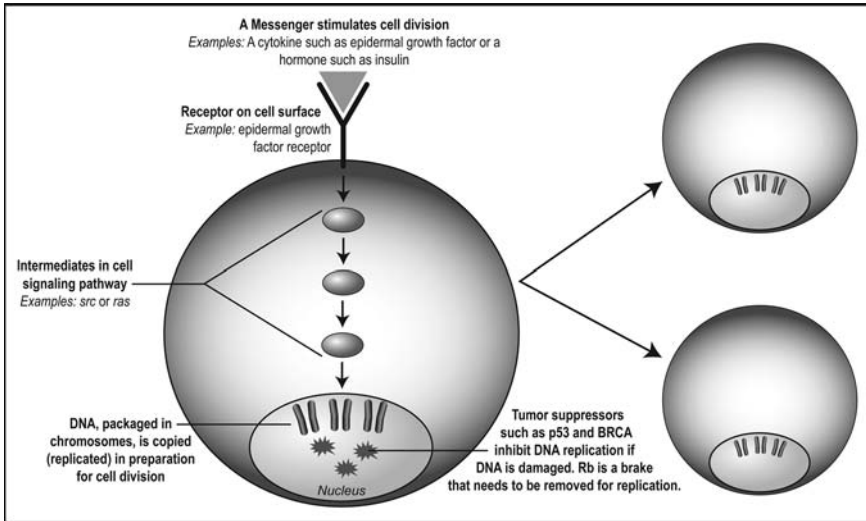 A Messenger stimulates cell division
Examples: A cytokine such as epidermal growth factor or a
hormone such as insulin
Receptor on cell surface
Example: epidermal growth
factor receptor
Intermediates in cell
signaling pathway
Examples: src or ras
DNA, packaged in
chromosomes, is copied
(replicated) in preparation
for cell division
Tumor suppressors
such as p53 and BRCA
inhibit DNA replication if
DNA is damaged. Rb is a brake
that needs to be removed for replication.
Nucleus